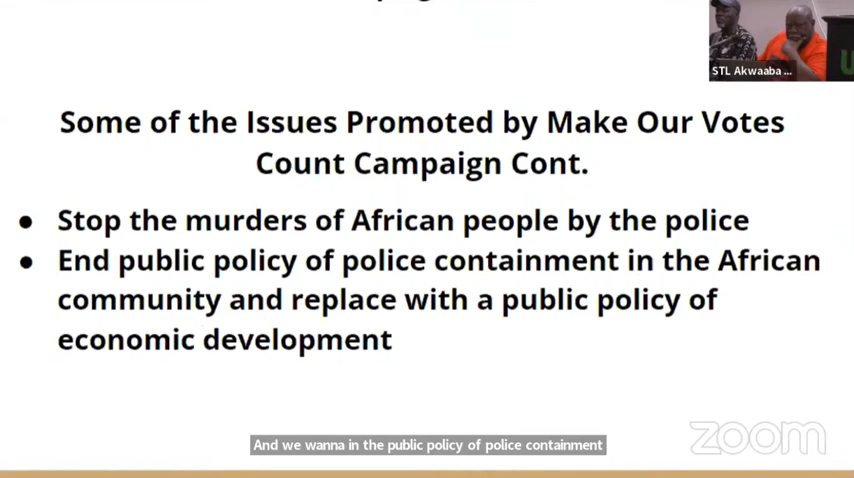 STL Akwaaba ...
Some of the Issues Promoted by Make Our Votes
Count Campaign Cont.
● Stop the murders of African people by the police
● End public policy of police containment in the African
community and replace with a public policy of
economic development
And we wanna in the public policy of police containment
zoom